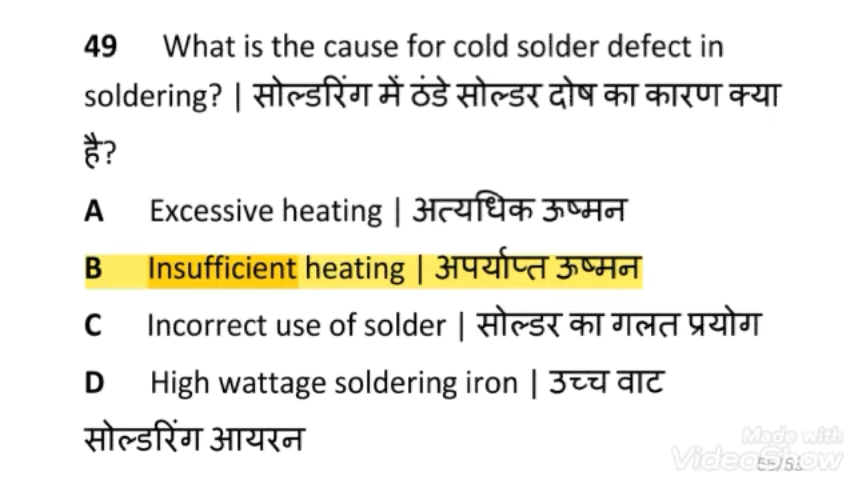 49 What is the cause for cold solder defect in
soldering? | सोल्डरिंग में ठंडे सोल्डर दोष का कारण क्या
है?
A Excessive heating | अत्यधिक ऊष्मन
B Insufficient heating | अपर्याप्त ऊष्मन
C Incorrect use of solder | सोल्डर का गलत प्रयोग
D High wattage soldering iron | उच्च वाट
सोल्डरिंग आयरन
Made with
VideoShow